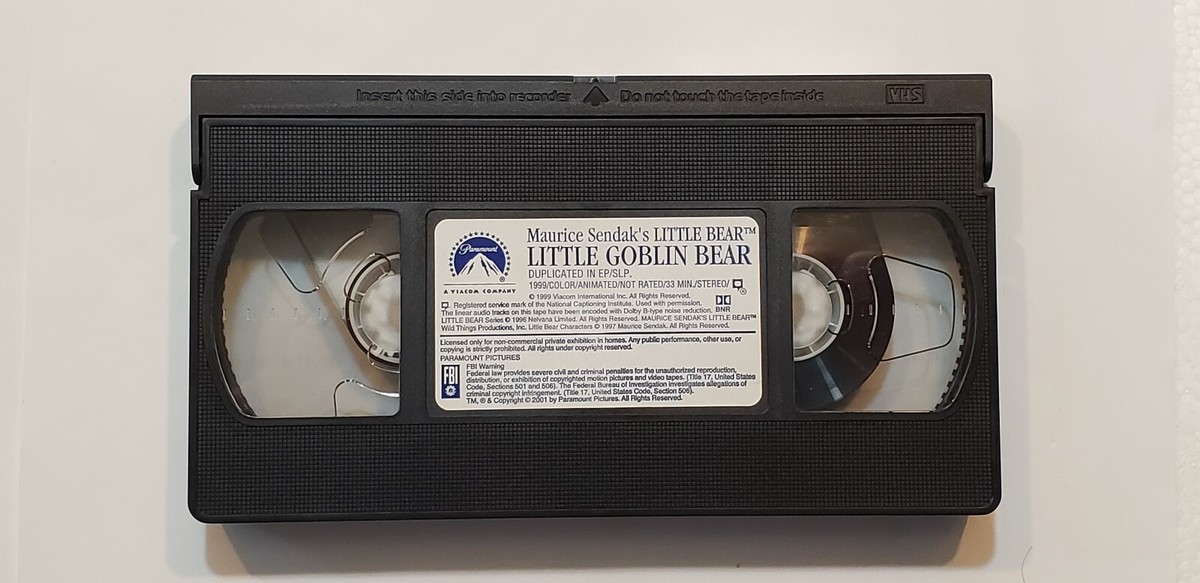 Insert this side into recorder Do not touch the tape inside VHS
Paramount
A VIACOM COMPANY
Maurice Sendak's LITTLE BEAR™
LITTLE GOBLIN BEAR
DUPLICATED IN EP/SLP.
1999/COLOR/ANIMATED/NOT RATED/33 MIN./STEREO/
© 1999 Viacom International Inc. All Rights Reserved.
Registered service mark of the National Captioning Institute. Used with permission.
The linear audio tracks on this tape have been encoded with Dolby B-type noise reduction. BNR
LITTLE BEAR Series © 1996 Nelvana Limited. All Rights Reserved. MAURICE SENDAK'S LITTLE BEAR™
Wild Things Productions, Inc. Little Bear Characters © 1997 Maurice Sendak. All Rights Reserved.
Licensed only for non-commercial private exhibition in homes. Any public performance, other use, or
copying is strictly prohibited. All rights under copyright reserved.
PARAMOUNT PICTURES
FBI
FBI Warning
Federal law provides severe civil and criminal penalties for the unauthorized reproduction,
distribution, or exhibition of copyrighted motion pictures and video tapes. (Title 17, United States
Code, Sections 501 and 506). The Federal Bureau of Investigation investigates allegations of
criminal copyright infringement. (Title 17, United States Code, Section 506).
TM, ® & Copyright © 2001 by Paramount Pictures. All Rights Reserved.